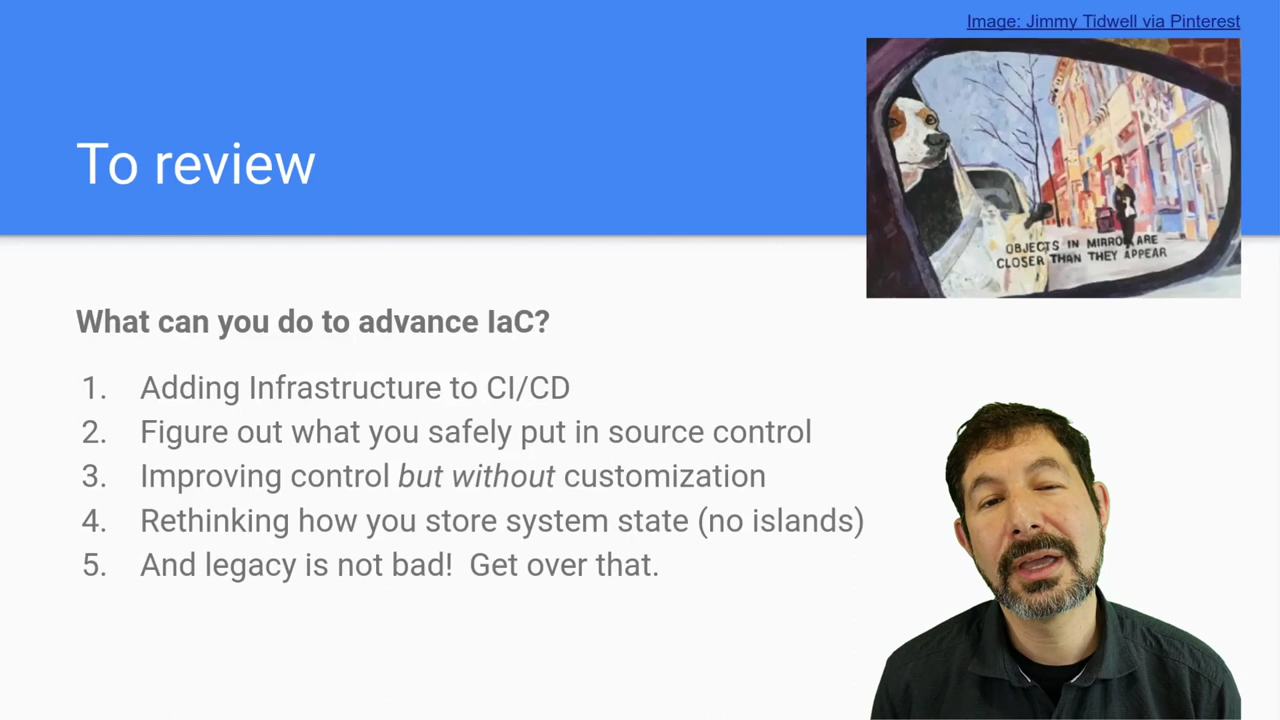 Image: Jimmy Tidwell via Pinterest
To review
OBJECTS IN MIRROR ARE
CLOSER THAN THEY APPEAR
What can you do to advance IaC?
1. Adding Infrastructure to CI/CD
2. Figure out what you safely put in source control
3. Improving control but without customization
4. Rethinking how you store system state (no islands)
5. And legacy is not bad! Get over that.